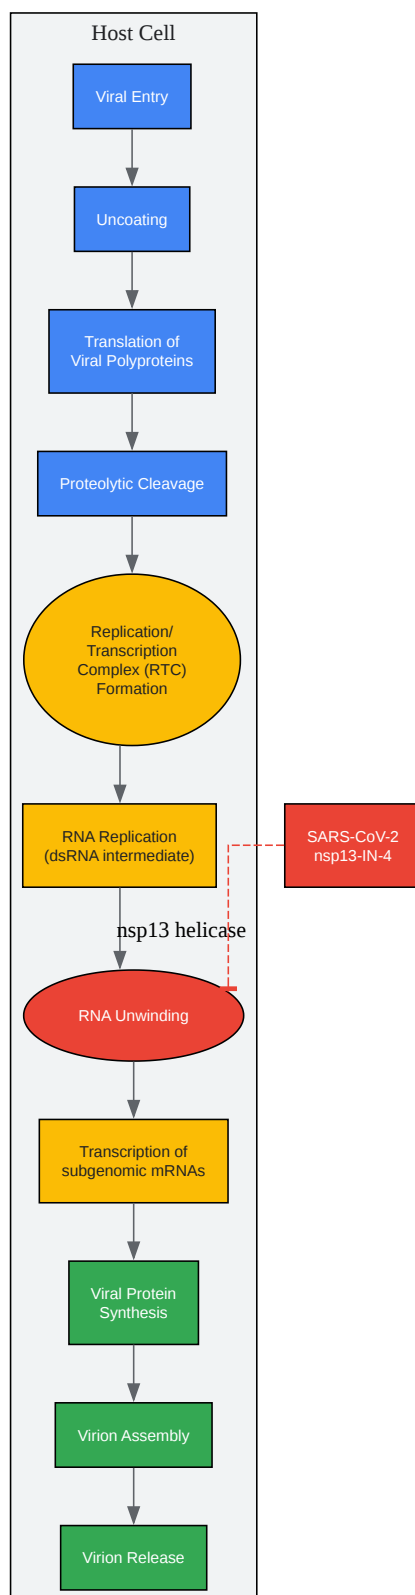 Host Cell
Viral Entry
Uncoating
Translation of
Viral Polyproteins
Proteolytic Cleavage
Replication/
Transcription
Complex (RTC)
Formation
RNA Replication
(dsRNA intermediate)
SARS-CoV-2
nsp13-IN-4
nsp13 helicase
RNA Unwinding
Transcription of
subgenomic mRNAs
Viral Protein
Synthesis
Virion Assembly
Virion Release